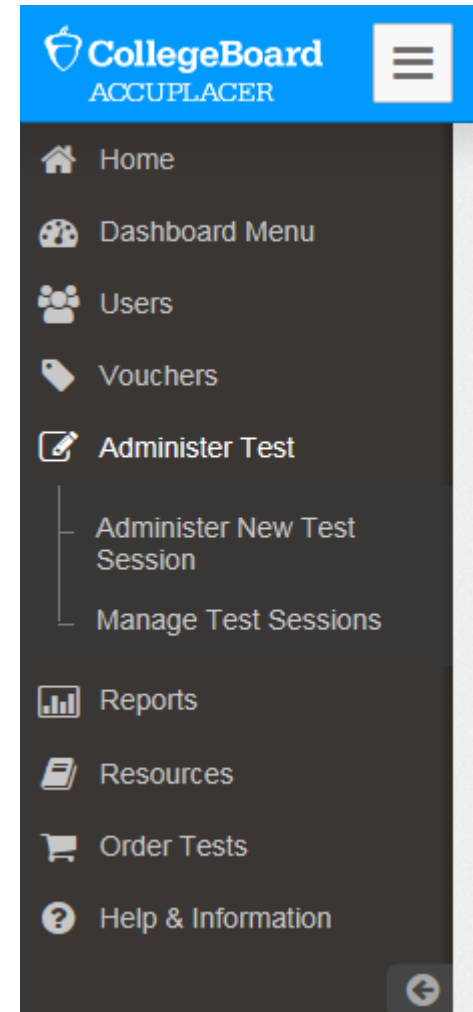 CollegeBoard
ACCUPLACER
Home
Dashboard Menu
Users
Vouchers
Administer Test
Administer New Test
Session
Manage Test Sessions
Reports
Resources
Order Tests
Help & Information